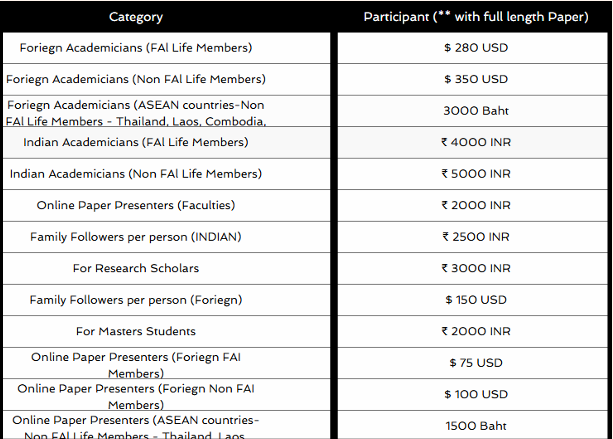 Category Participant (** with full length Paper)
Foriegn Academicians (FAI Life Members) $ 280 USD
Foriegn Academicians (Non FAI Life Members) $ 350 USD
Foriegn Academicians (ASEAN countries-Non
FAI Life Members - Thailand, Laos, Combodia, 3000 Baht
Indian Academicians (FAI Life Members) ₹ 4000 INR
Indian Academicians (Non FAI Life Members) ₹ 5000 INR
Online Paper Presenters (Faculties) ₹ 2000 INR
Family Followers per person (INDIAN) ₹ 2500 INR
For Research Scholars ₹ 3000 INR
Family Followers per person (Foriegn) $ 150 USD
For Masters Students ₹ 2000 INR
Online Paper Presenters (Foriegn FAI
Members) $ 75 USD
Online Paper Presenters (Foriegn Non FAI
Members) $ 100 USD
Online Paper Presenters (ASEAN countries-
Non FAI Life Members - Thailand, Laos 1500 Baht